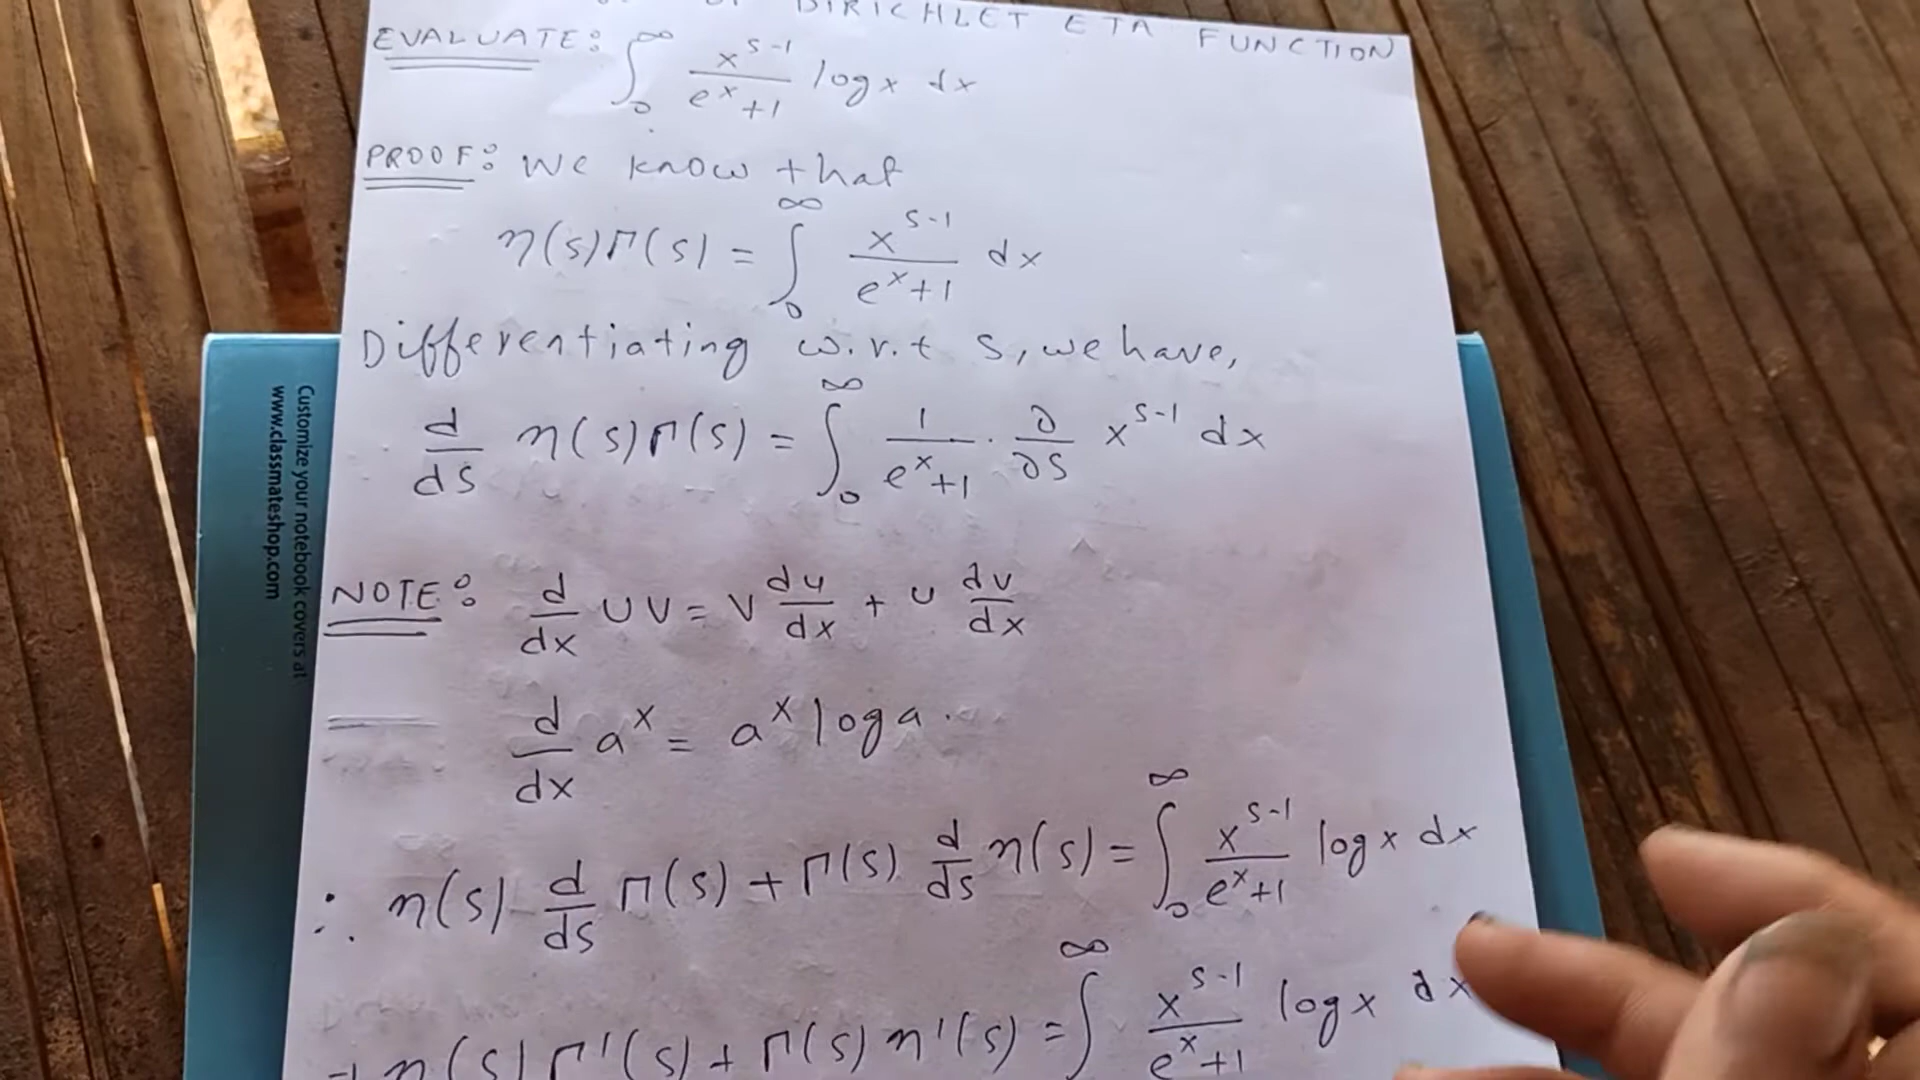 DIRICHLET ETA FUNCTION
EVALUATE: ∫₀^∞ x^(s-1)/(e^x+1) log x dx
PROOF: We know that
η(s)Γ(s) = ∫₀^∞ x^(s-1)/(e^x+1) dx
Differentiating w.r.t s, we have,
d/ds η(s)Γ(s) = ∫₀^∞ 1/(e^x+1) · ∂/∂s x^(s-1) dx
NOTE: d/dx UV = V du/dx + U dv/dx
d/dx a^x = a^x log a.
∴ η(s) d/ds Γ(s) + Γ(s) d/ds η(s) = ∫₀^∞ x^(s-1)/(e^x+1) log x dx
η(s)Γ'(s) + Γ(s)η'(s) = ∫^∞ x^(s-1)/(e^x+1) log x dx
Customize your notebook covers at
www.classmateshop.com